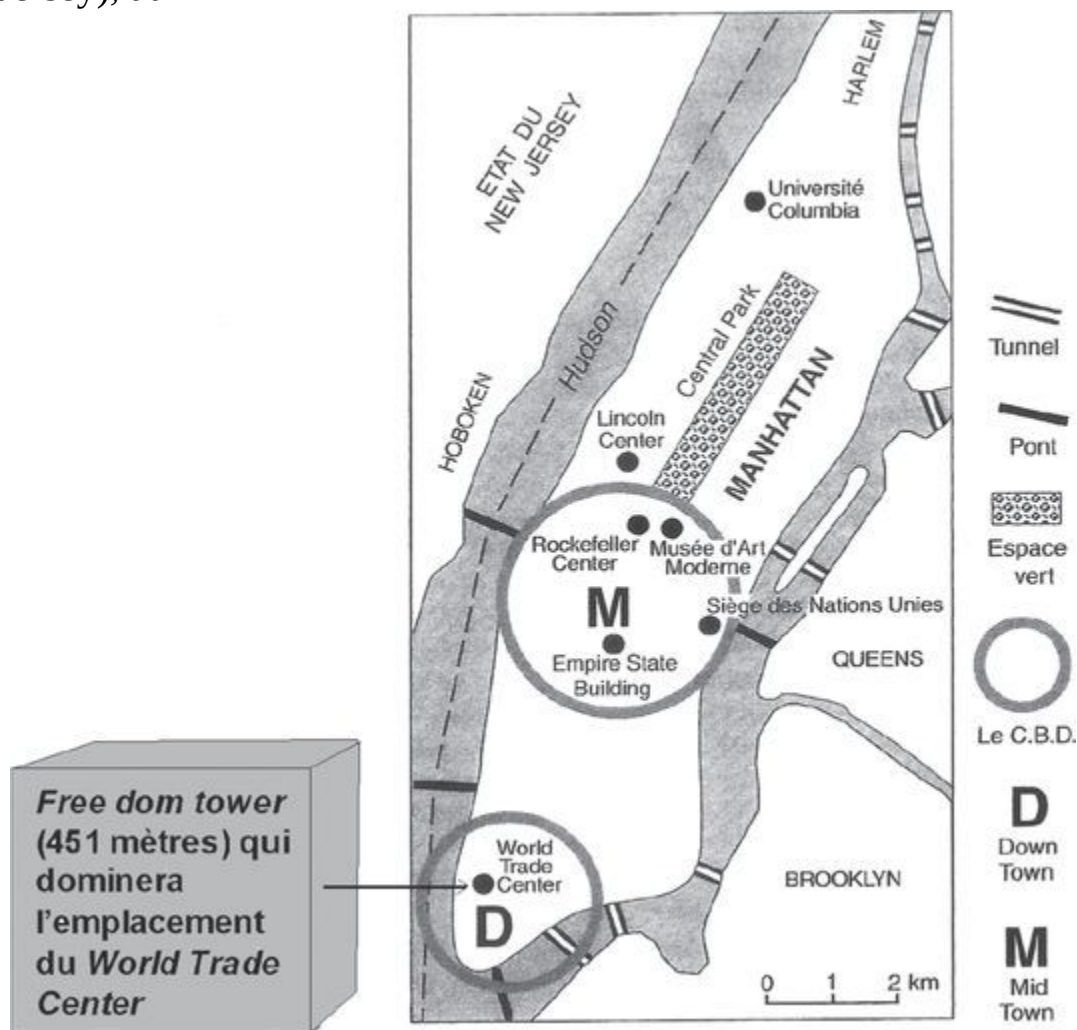 ETAT DU
NEW JERSEY
HARLEM
Université
Columbia
Hudson
Central Park
MANHATTAN
HOBOKEN
Lincoln
Center
Rockefeller
Center
Musée d'Art
Moderne
M
Siège des Nations Unies
Empire State
Building
QUEENS
World
Trade
Center
D
BROOKLYN
0 1 2 km
Free dom tower
(451 mètres) qui
dominera
l'emplacement
du World Trade
Center
Tunnel
Pont
Espace
vert
Le C.B.D.
D
Down
Town
M
Mid
Town